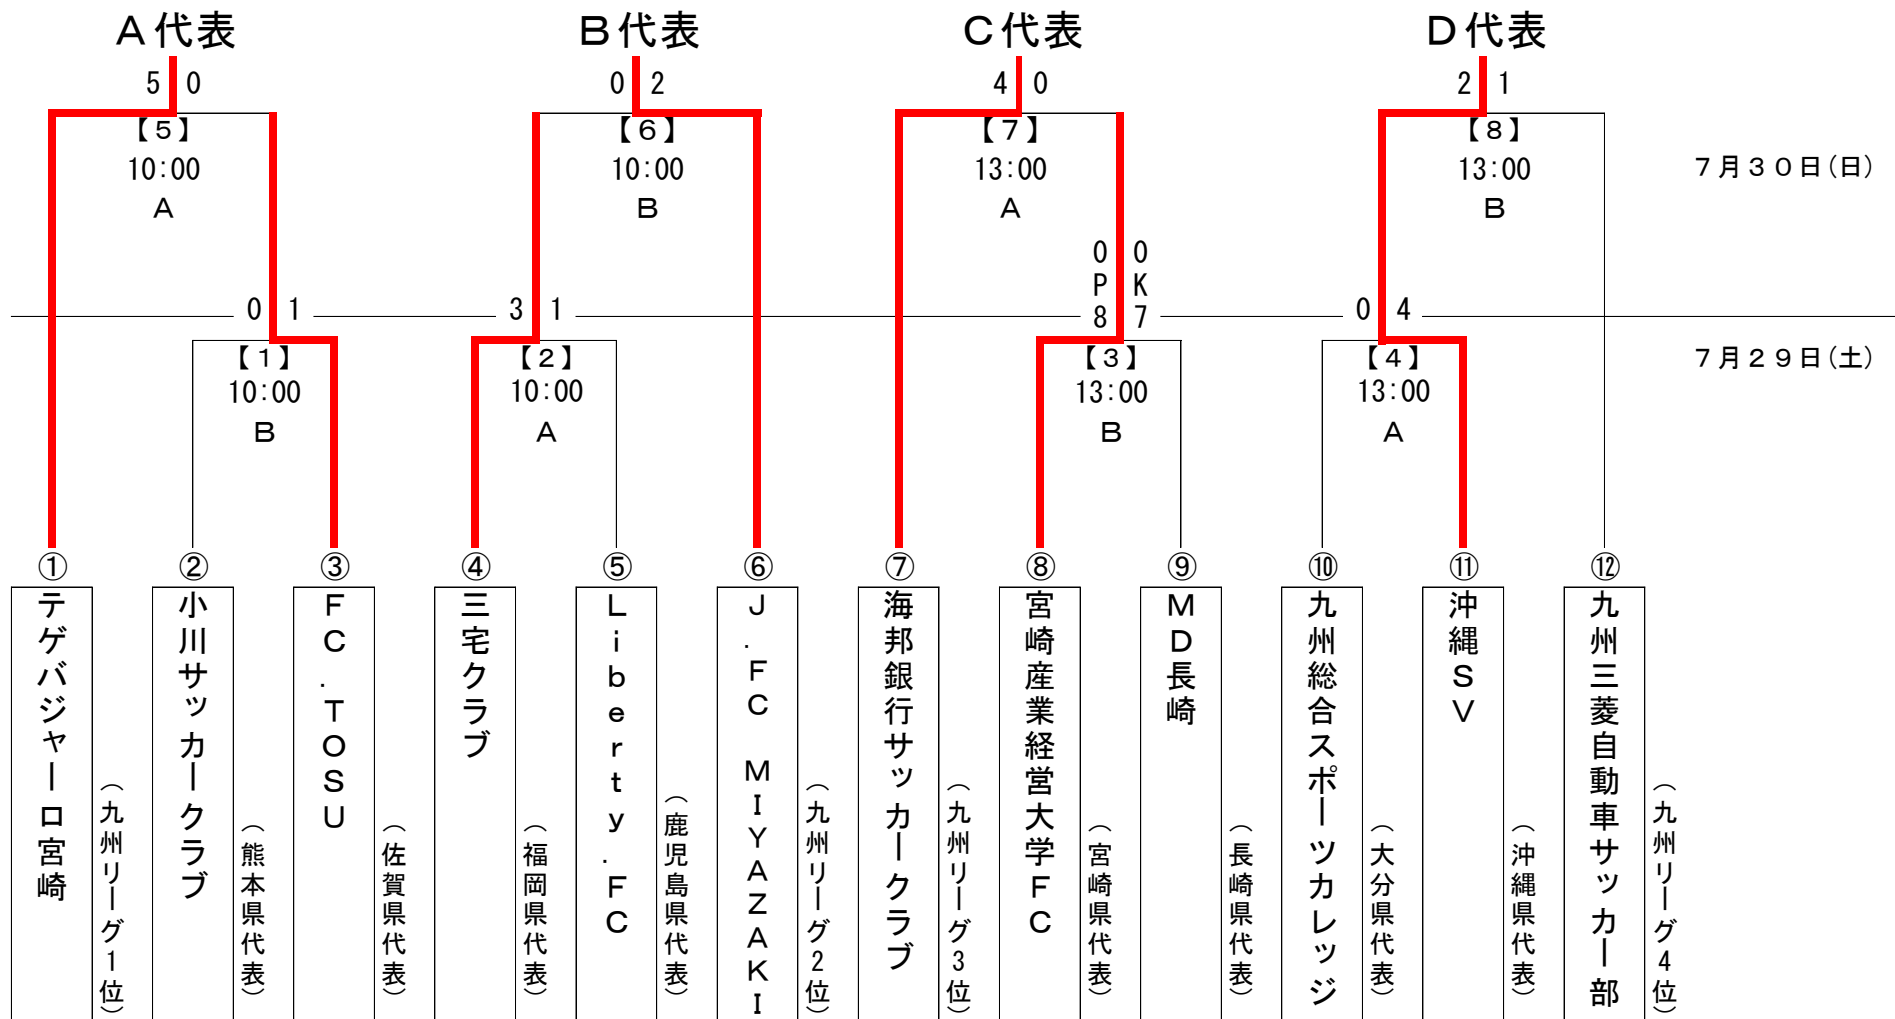 A代表 B代表 C代表 D代表
5 0 0 2 4 0 2 1
【5】 【6】 【7】 【8】
10:00 10:00 13:00 13:00 7月30日(日)
A B A B
0 0
P K
8 7
0 1 3 1 0 4
【1】 【2】 【3】 【4】 7月29日(土)
10:00 10:00 13:00 13:00
B A B A
① ② ③ ④ ⑤ ⑥ ⑦ ⑧ ⑨ ⑩ ⑪ ⑫
テゲバジャーロ宮崎
(九州リーグ1位)
小川サッカークラブ
(熊本県代表)
FC.TOSU
(佐賀県代表)
三宅クラブ
(福岡県代表)
Liberty.FC
(鹿児島県代表)
J.FC MIYAZAKI
(九州リーグ2位)
海邦銀行サッカークラブ
(九州リーグ3位)
宮崎産業経営大学FC
(宮崎県代表)
MD長崎
(長崎県代表)
九州総合スポーツカレッジ
(大分県代表)
沖縄SV
(沖縄県代表)
九州三菱自動車サッカー部
(九州リーグ4位)